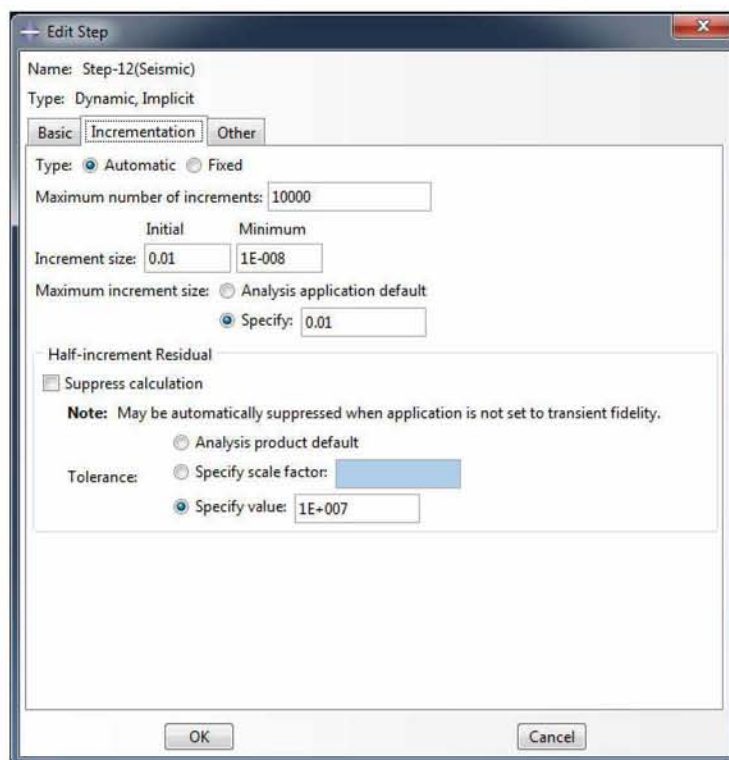 Edit Step
Name: Step-12(Seismic)
Type: Dynamic, Implicit
Basic Incrementation Other
Type: Automatic Fixed
Maximum number of increments: 10000
Initial Minimum
Increment size: 0.01 1E-008
Maximum increment size: Analysis application default
Specify: 0.01
Half-increment Residual
Suppress calculation
Note: May be automatically suppressed when application is not set to transient fidelity.
Analysis product default
Tolerance: Specify scale factor:
Specify value: 1E+007
OK Cancel